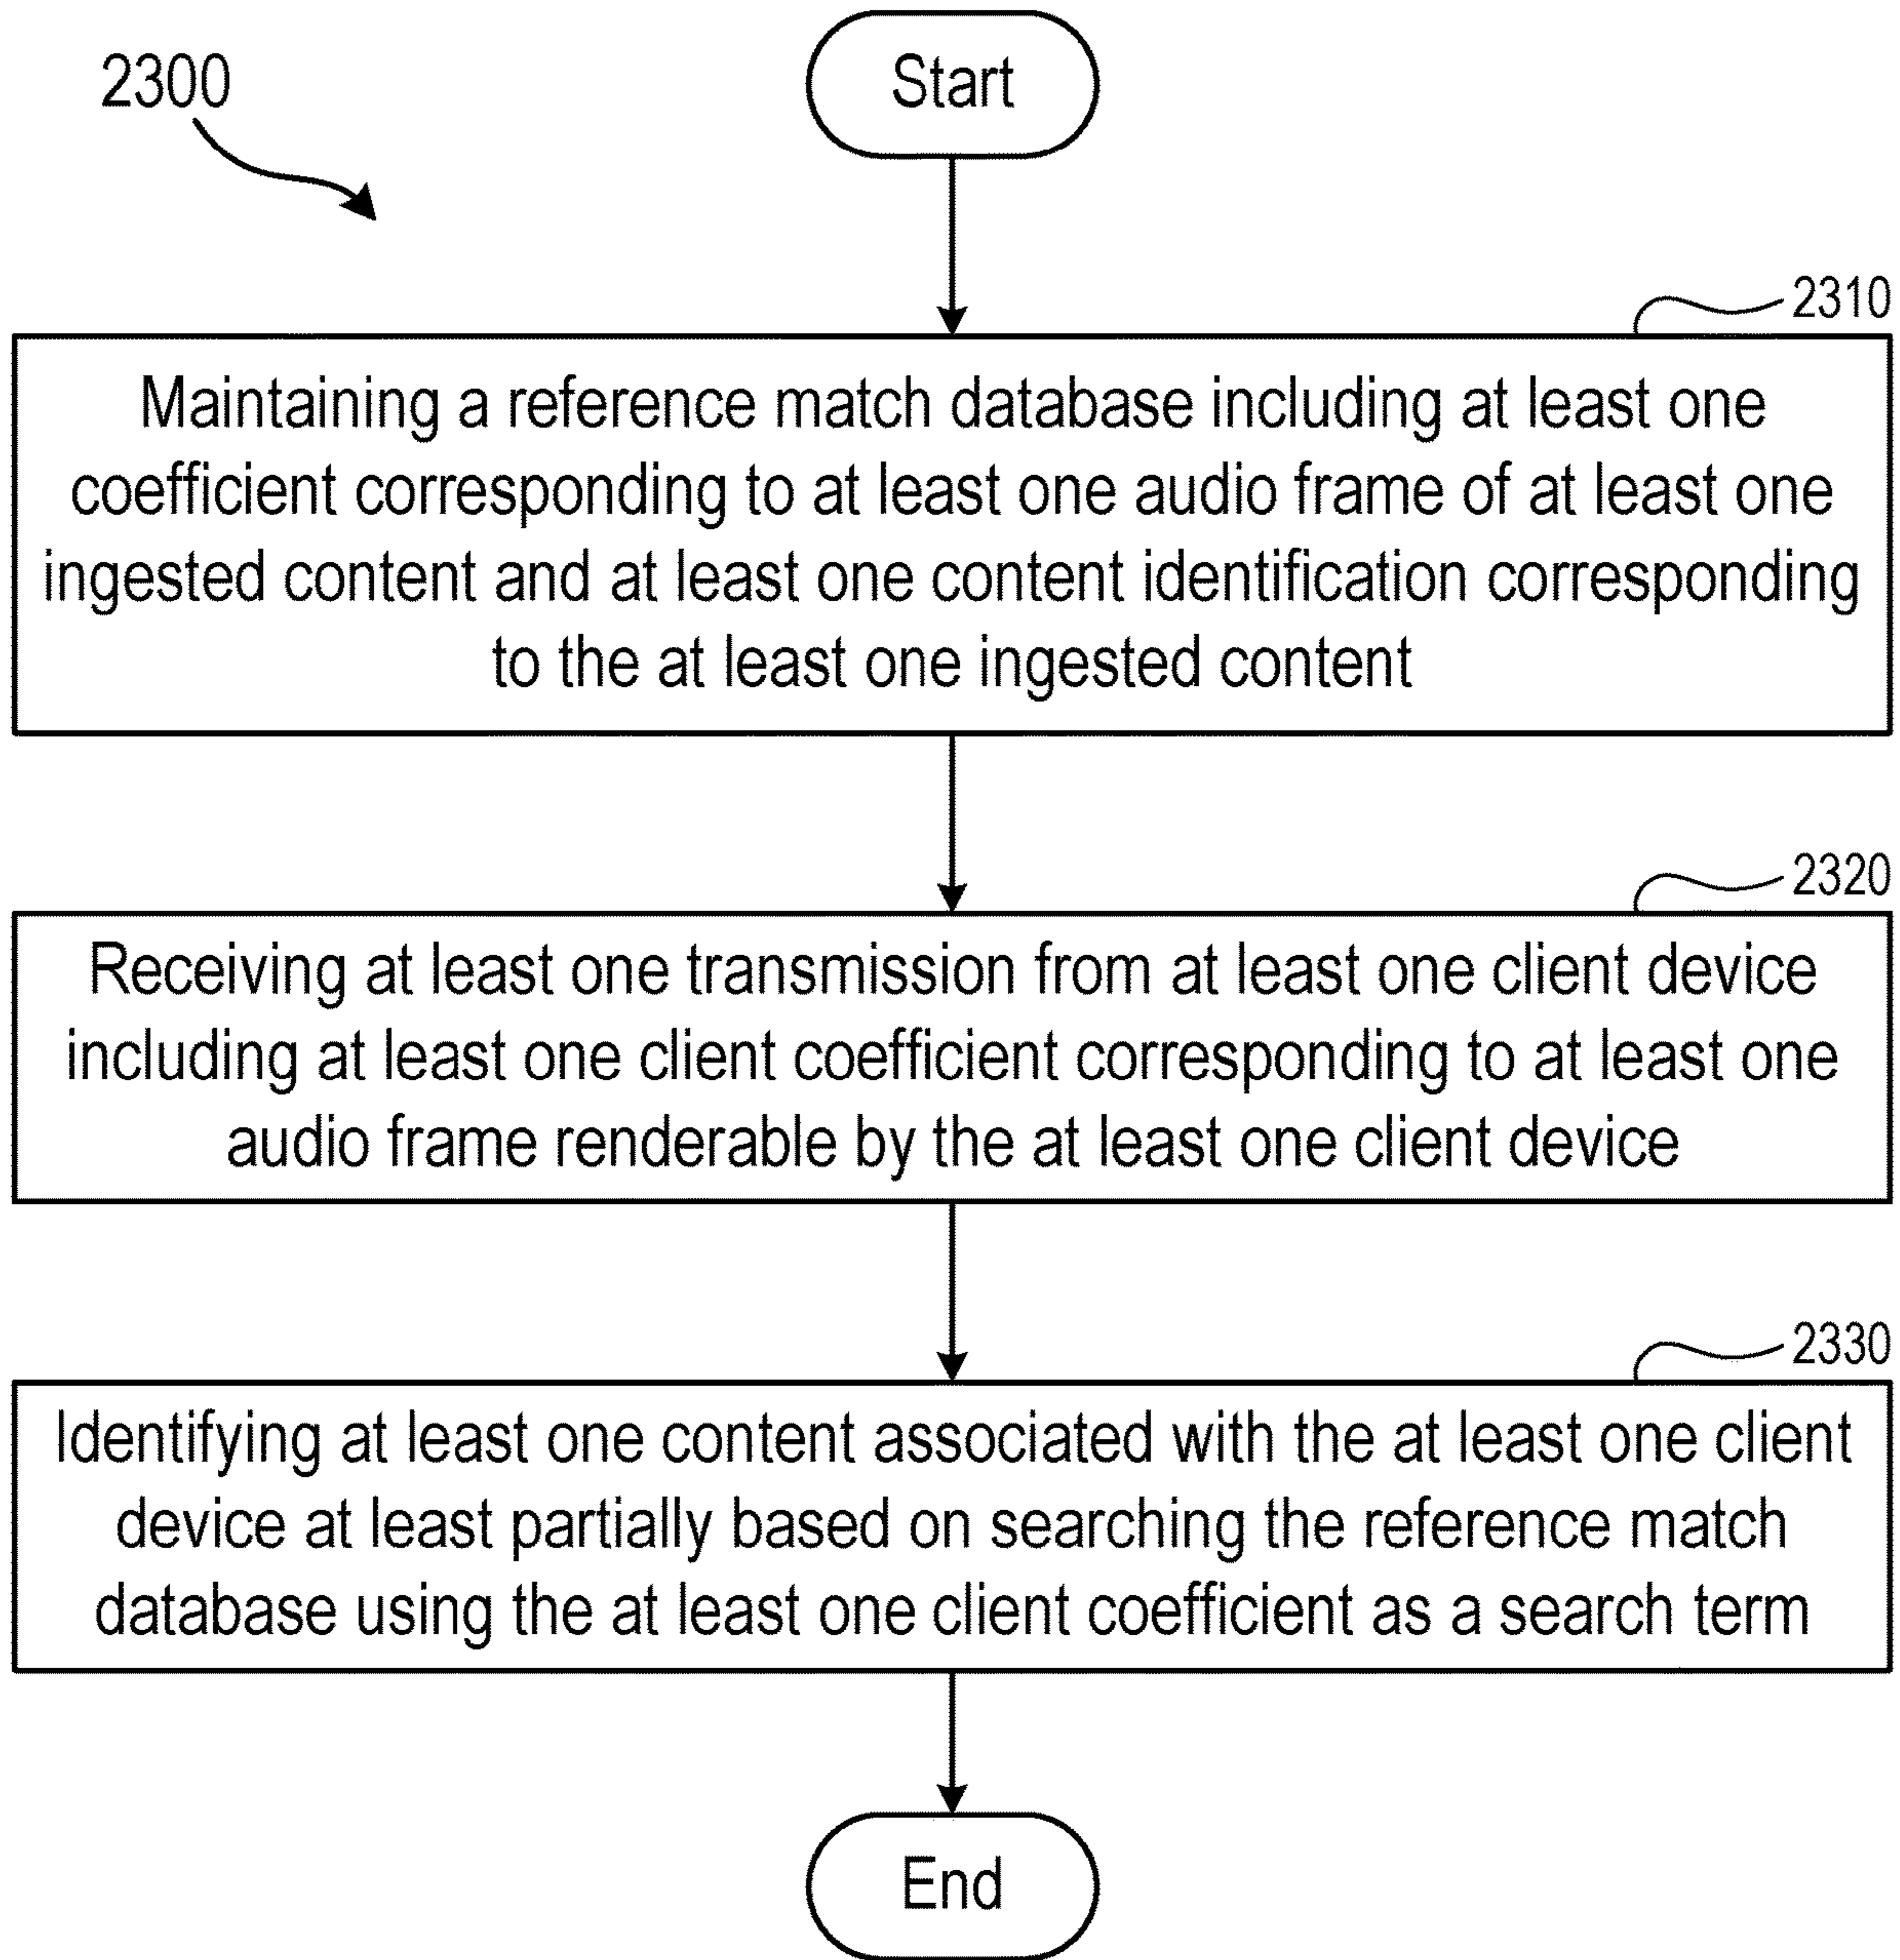 2300
Start
2310
Maintaining a reference match database including at least one
coefficient corresponding to at least one audio frame of at least one
ingested content and at least one content identification corresponding
to the at least one ingested content
2320
Receiving at least one transmission from at least one client device
including at least one client coefficient corresponding to at least one
audio frame renderable by the at least one client device
2330
Identifying at least one content associated with the at least one client
device at least partially based on searching the reference match
database using the at least one client coefficient as a search term
End